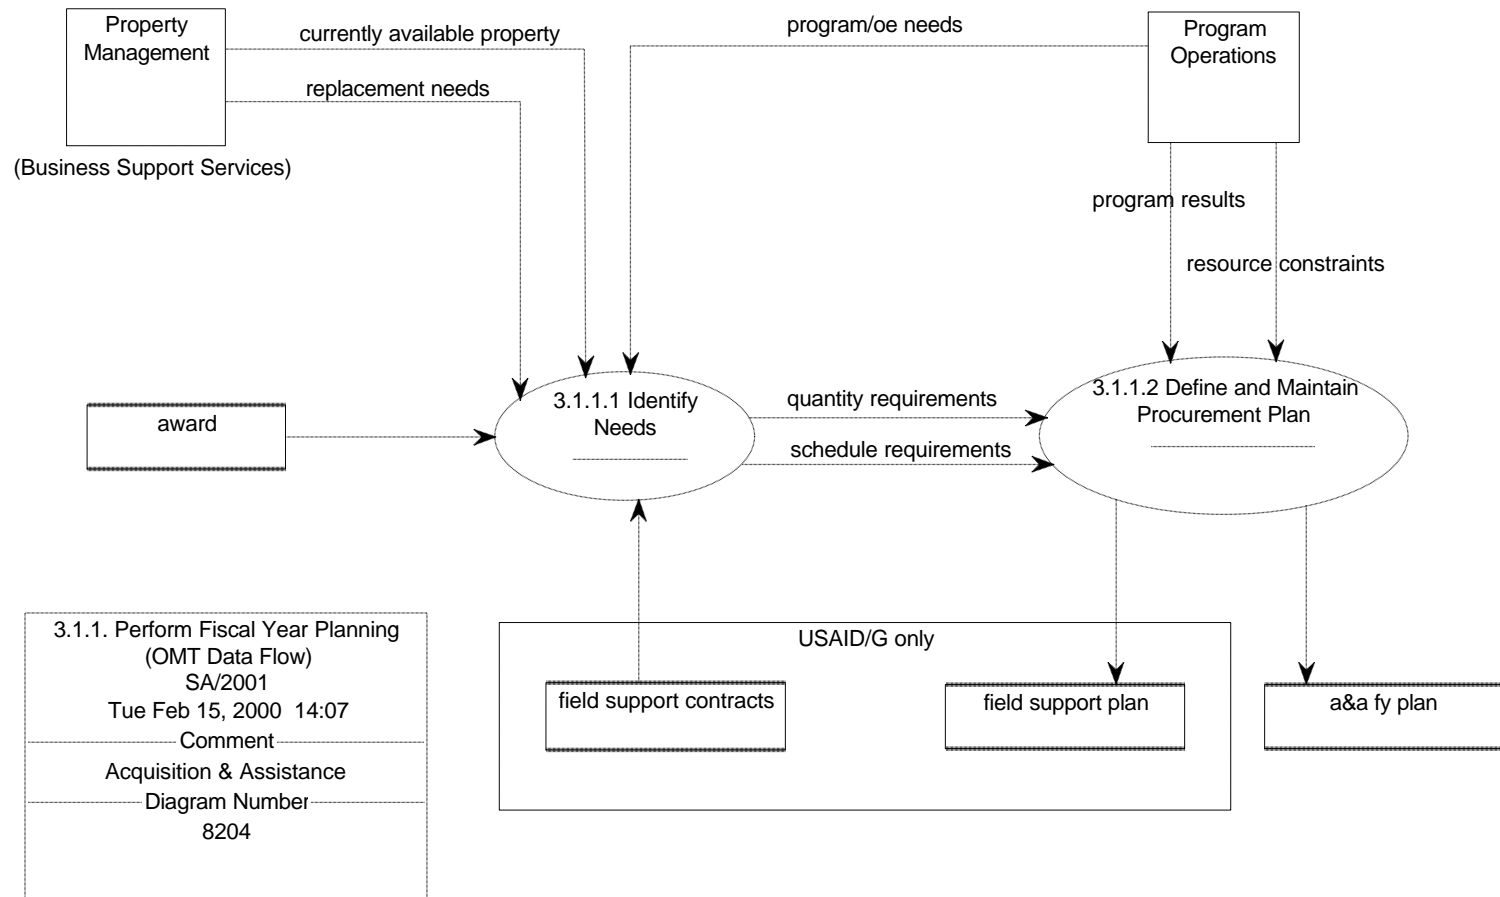 Property
Management
currently available property
program/oe needs
Program
Operations
replacement needs
(Business Support Services)
program results
resource constraints
3.1.1.1 Identify
Needs
quantity requirements
3.1.1.2 Define and Maintain
Procurement Plan
award
schedule requirements
3.1.1. Perform Fiscal Year Planning
(OMT Data Flow)
SA/2001
Tue Feb 15, 2000  14:07
Comment
Acquisition & Assistance
Diagram Number
8204
USAID/G only
field support contracts
field support plan
a&a fy plan